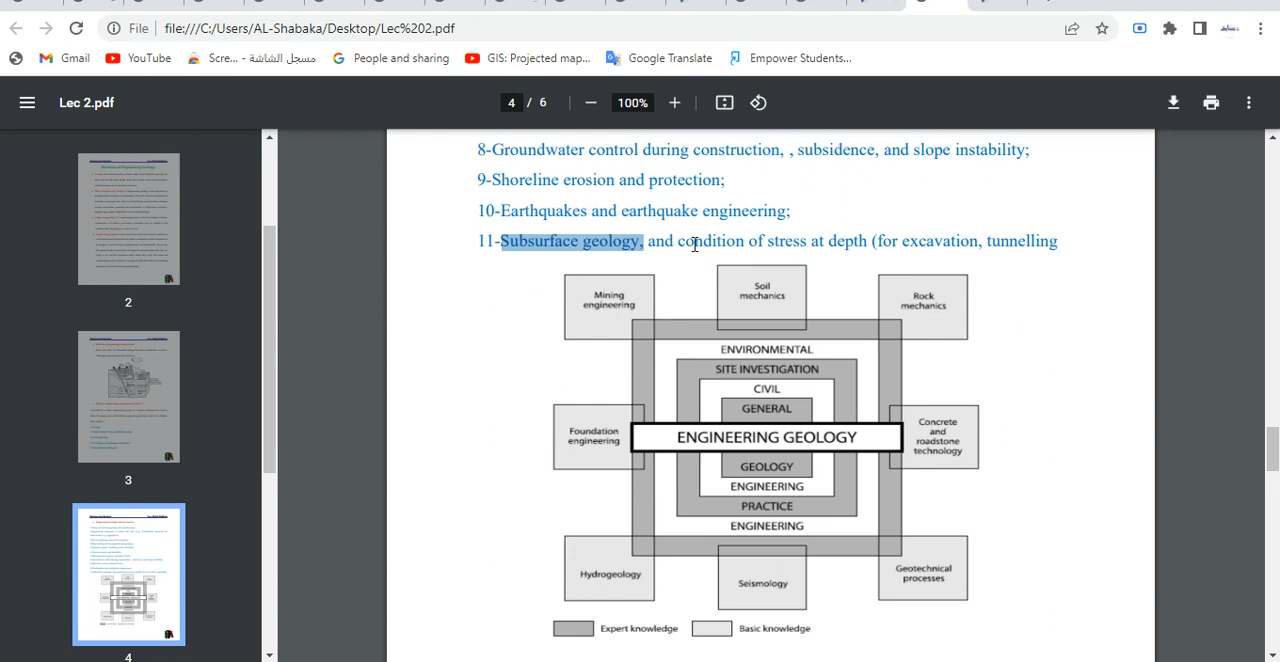 File
file:///C:/Users/AL-Shabaka/Desktop/Lec%202.pdf
Gmail
YouTube
Scre... - مسجل الشاشة
People and sharing
GIS: Projected map...
Google Translate
Empower Students...
Lec 2.pdf
4 / 6
100%
8-Groundwater control during construction, , subsidence, and slope instability;
9-Shoreline erosion and protection;
10-Earthquakes and earthquake engineering;
11-Subsurface geology, and condition of stress at depth (for excavation, tunnelling
Mining
engineering
Soil
mechanics
Rock
mechanics
ENVIRONMENTAL
SITE INVESTIGATION
CIVIL
GENERAL
Foundation
engineering
ENGINEERING GEOLOGY
Concrete
and
roadstone
technology
GEOLOGY
ENGINEERING
PRACTICE
ENGINEERING
Hydrogeology
Seismology
Geotechnical
processes
Expert knowledge
Basic knowledge
2
3
4